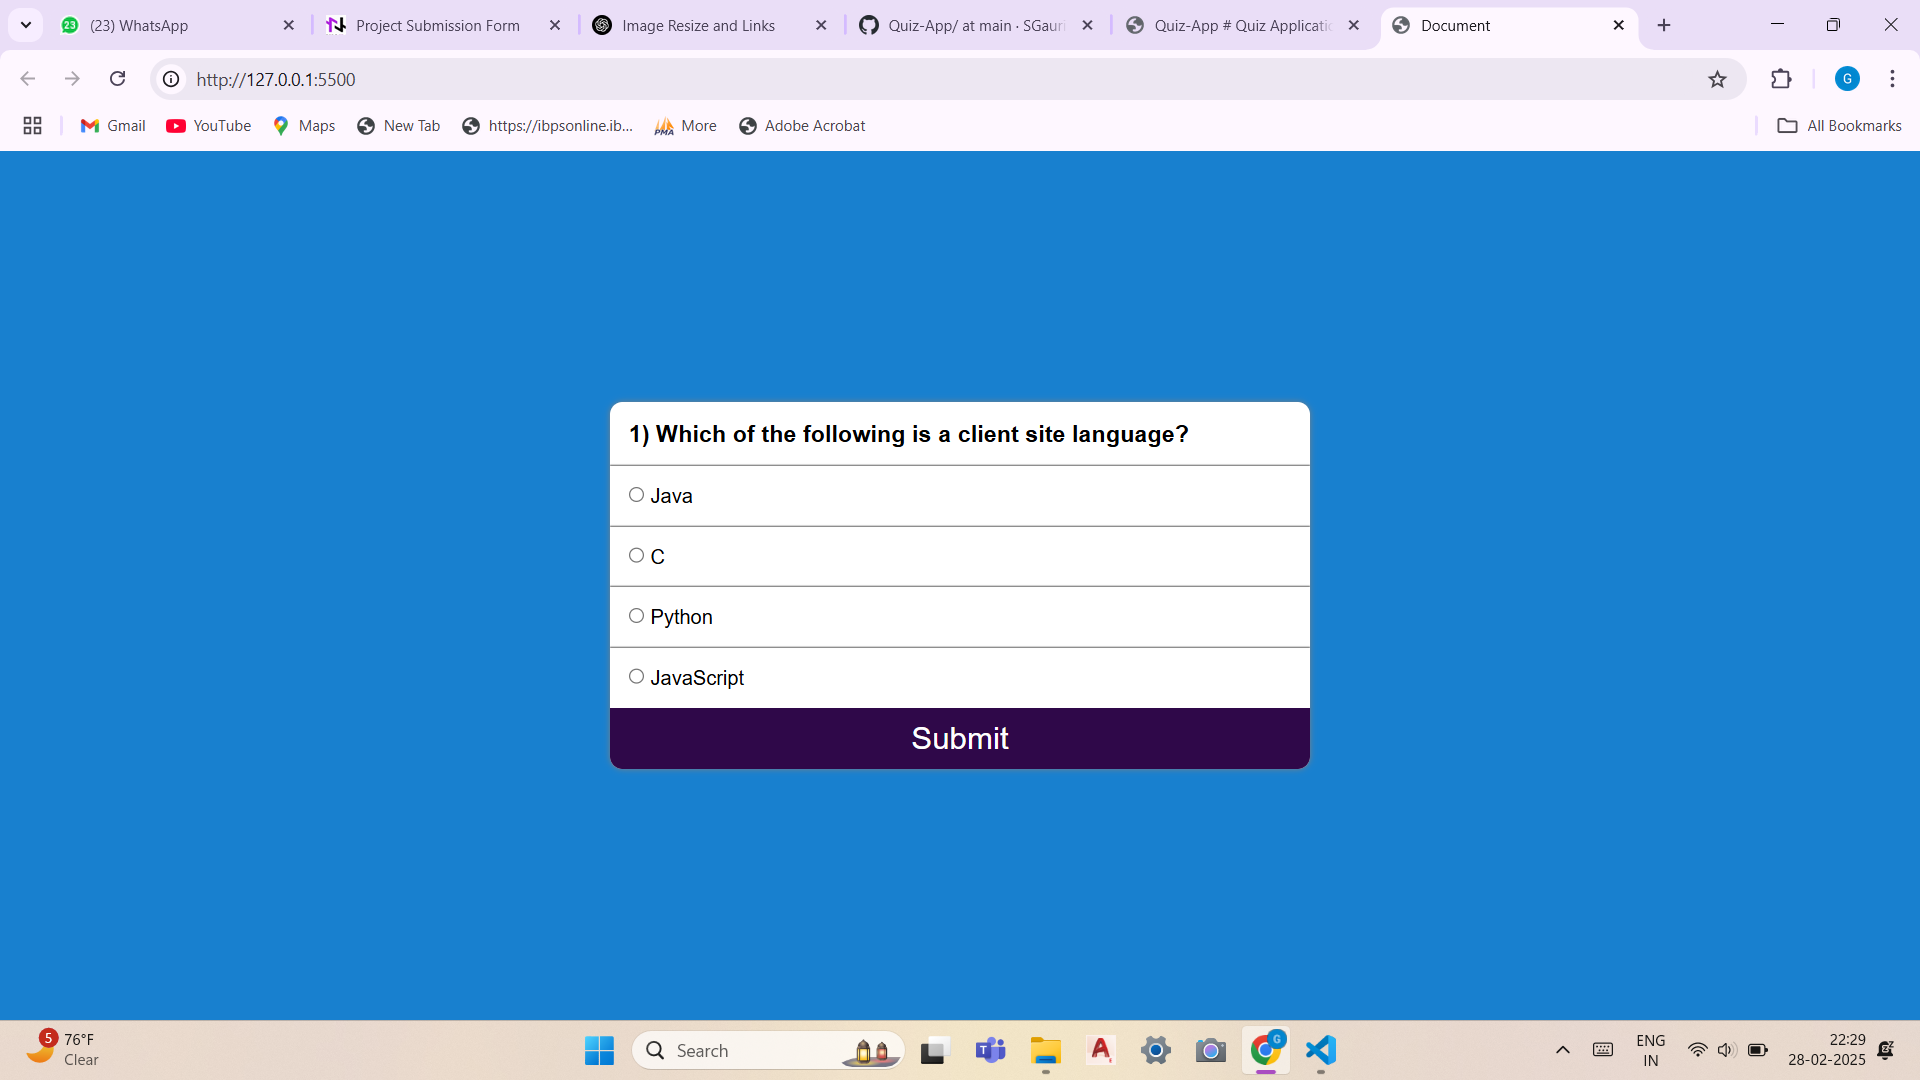 (23) WhatsApp
Project Submission Form
Image Resize and Links
Quiz-App/ at main · SGauri
Quiz-App # Quiz Applicatic
Document
http://127.0.0.1:5500
G
Gmail
YouTube
Maps
New Tab
https://ibpsonline.ib...
More
Adobe Acrobat
All Bookmarks
1) Which of the following is a client site language?
Java
C
Python
JavaScript
Submit
5
76°F
Clear
Search
ENG
IN
22:29
28-02-2025